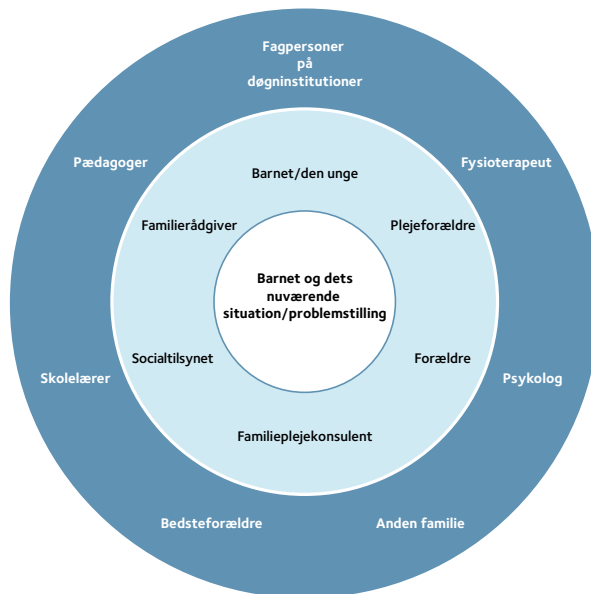 Fagpersoner
på
døgninstitutioner
Pædagoger
Fysioterapeut
Barnet/den unge
Familierådgiver
Plejeforældre
Barnet og dets
nuværende
situation/problemstilling
Socialtilsynet
Forældre
Skolelærer
Psykolog
Familieplejekonsulent
Bedsteforældre
Anden familie